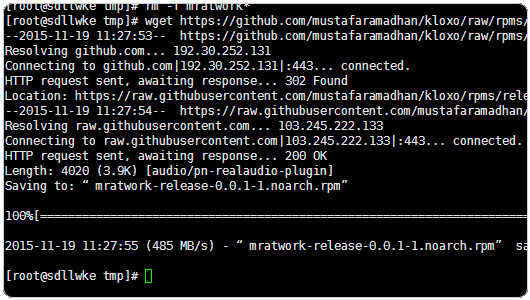 [root@sdllwke tmp]# rm -f mratwork*
[root@sdllwke tmp]# wget https://github.com/mustafaramadhan/kloxo/raw/rpms/
--2015-11-19 11:27:53-- https://github.com/mustafaramadhan/kloxo/raw/rpms/
Resolving github.com... 192.30.252.131
Connecting to github.com|192.30.252.131|:443... connected.
HTTP request sent, awaiting response... 302 Found
Location: https://raw.githubusercontent.com/mustafaramadhan/kloxo/rpms/rele
--2015-11-19 11:27:54-- https://raw.githubusercontent.com/mustafaramadhan/
Resolving raw.githubusercontent.com... 103.245.222.133
Connecting to raw.githubusercontent.com|103.245.222.133|:443... connected.
HTTP request sent, awaiting response... 200 OK
Length: 4020 (3.9K) [audio/pn-realaudio-plugin]
Saving to: “ mratwork-release-0.0.1-1.noarch.rpm”
100%[==========================================================================
2015-11-19 11:27:55 (485 MB/s) - “ mratwork-release-0.0.1-1.noarch.rpm” sa
[root@sdllwke tmp]#